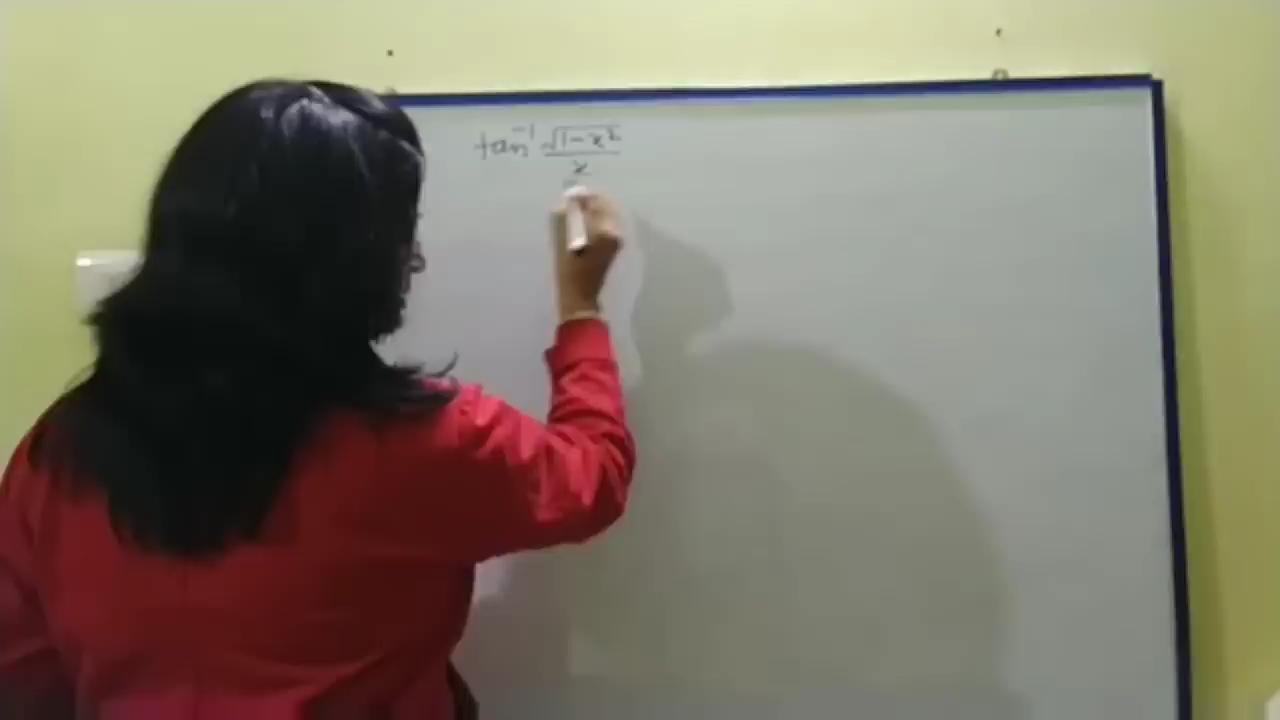 tan⁻¹ √(1-x²)/x